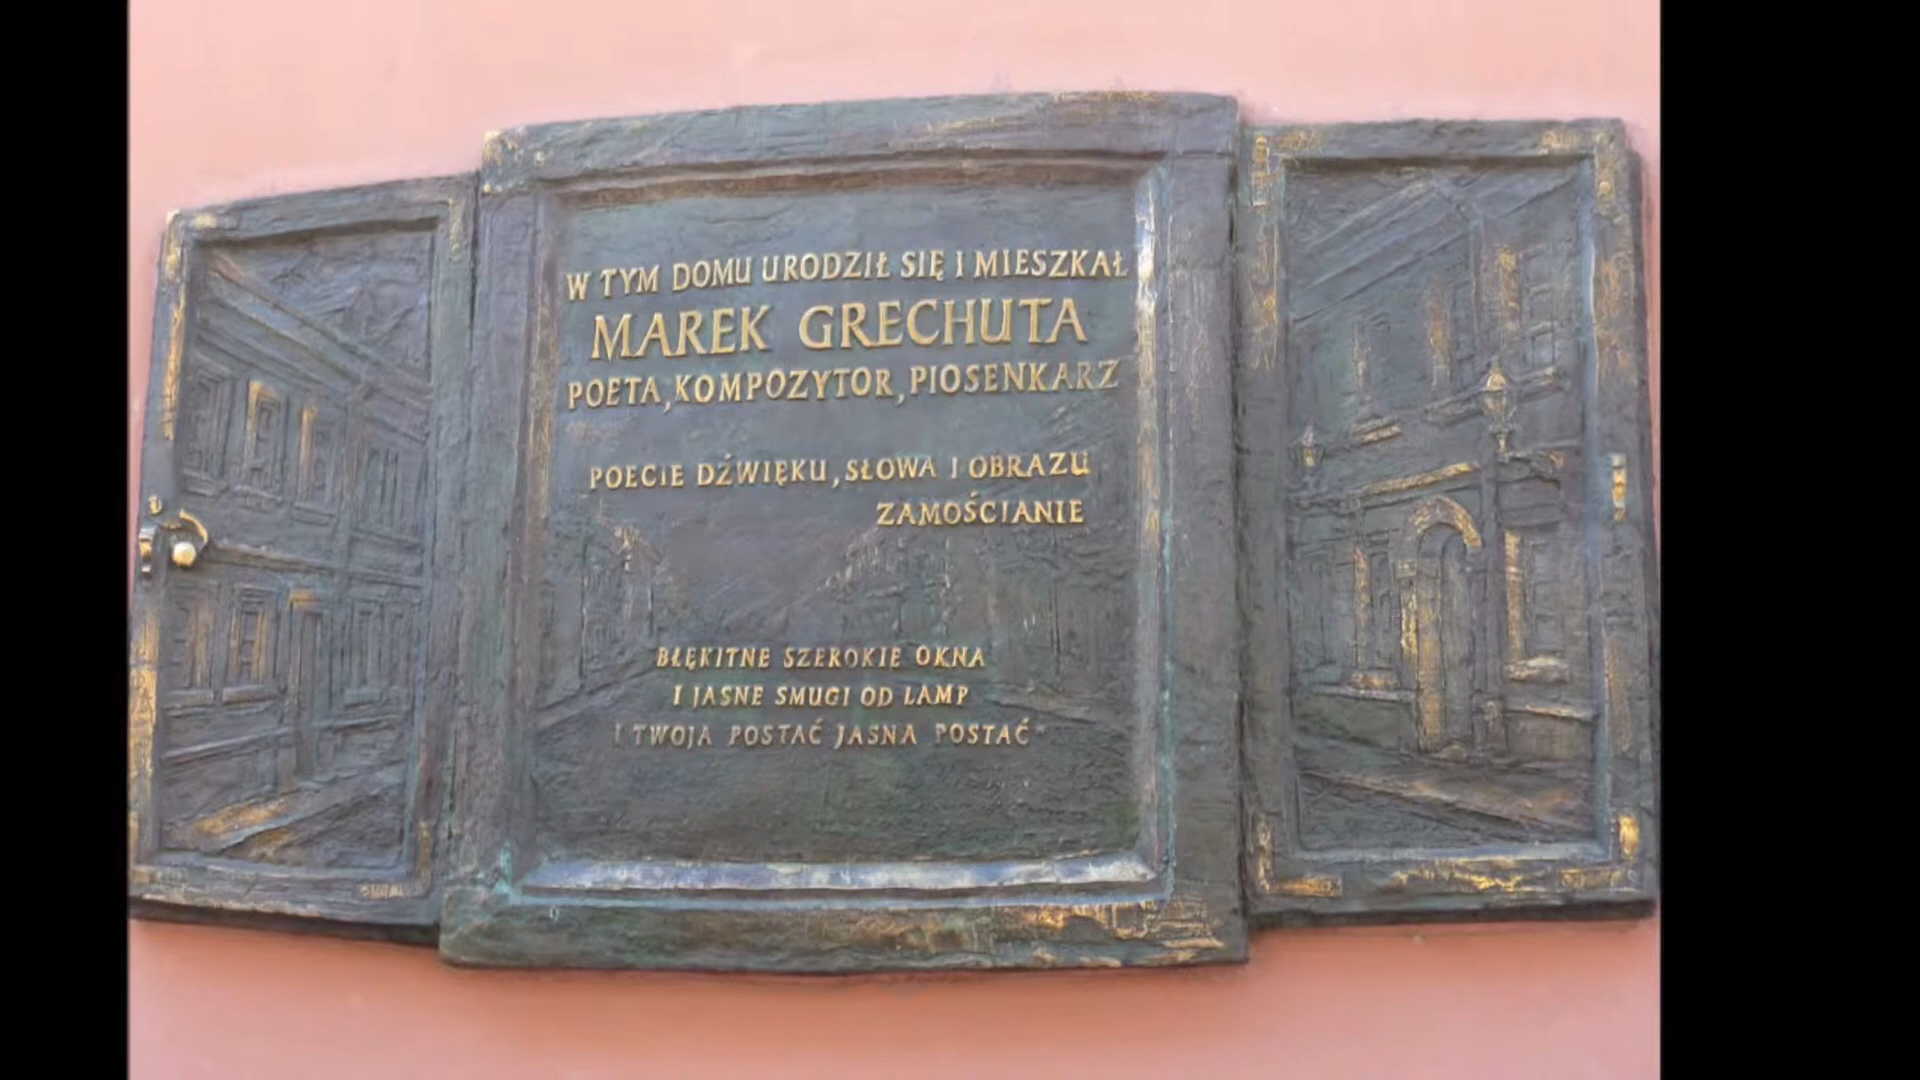 W TYM DOMU URODZIŁ SIĘ I MIESZKAŁ
MAREK GRECHUTA
POETA, KOMPOZYTOR, PIOSENKARZ
POECIE DŹWIĘKU, SŁOWA I OBRAZU
ZAMOŚCIANIE
BŁĘKITNE SZEROKIE OKNA
I JASNE SMUGI OD LAMP
I TWOJA POSTAĆ JASNA POSTAĆ"